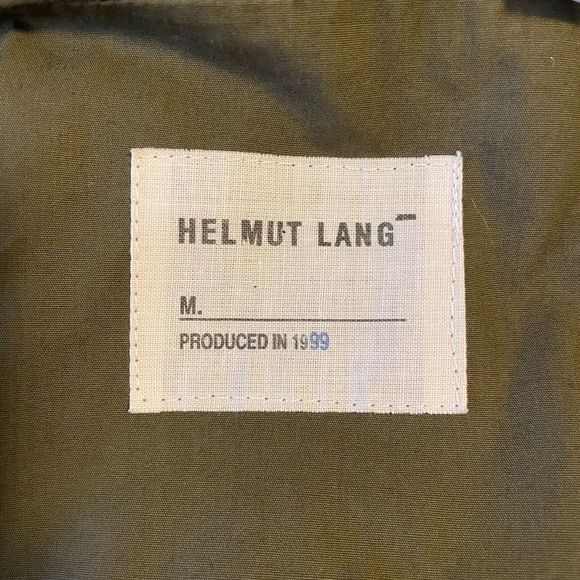 HELMUT LANG
M.
PRODUCED IN 1999